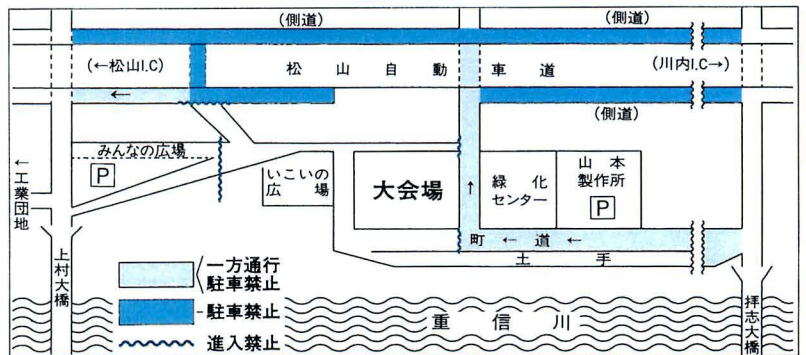 (側道)
(側道)
(←松山I.C)
松山自動車道
(川内I.C→)
←
(側道)
みんなの広場
P
←工業団地
いこいの
広場
大会場
↑
緑化
センター
山本
製作所
P
町←道←
土手
上村大橋
一方通行
駐車禁止
駐車禁止
進入禁止
重信川
拝志大橋